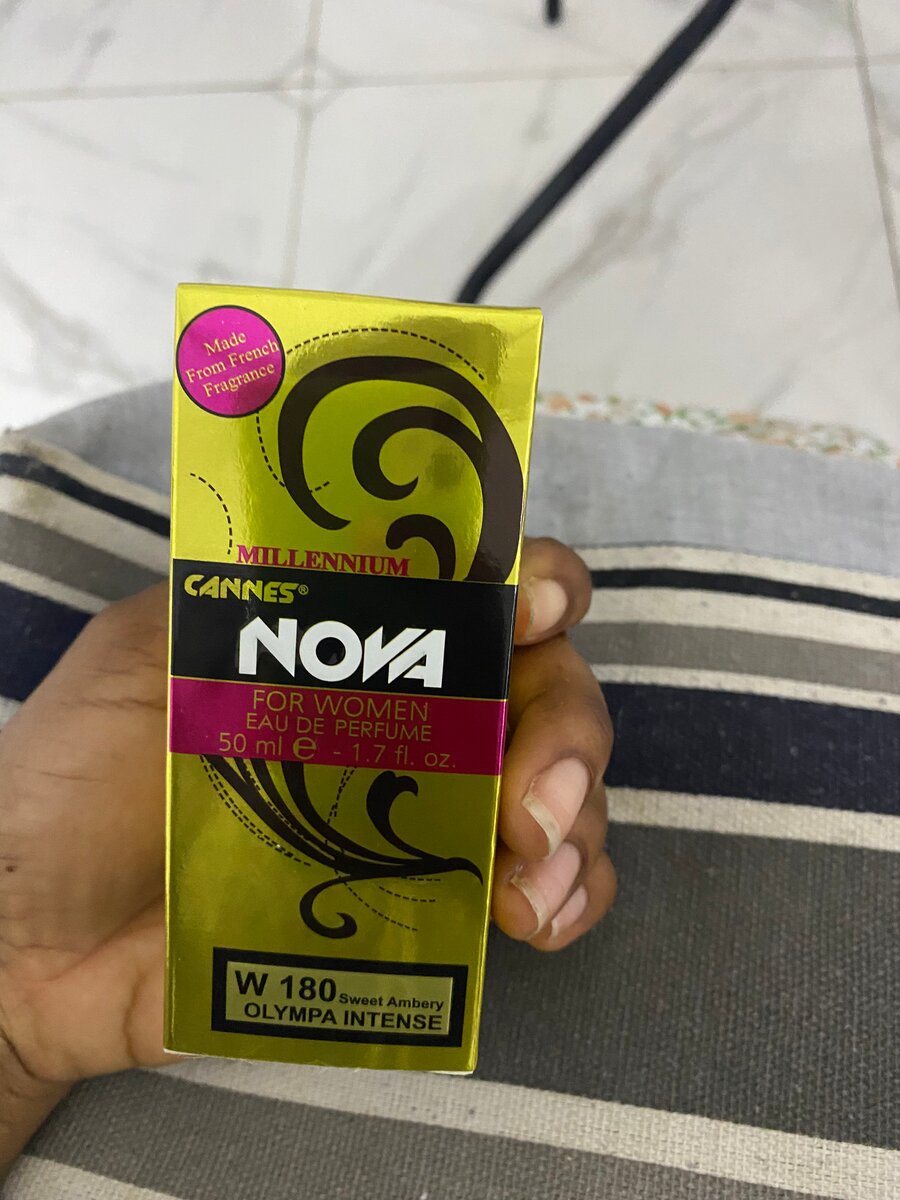 Made
From French
Fragrance
MILLENNIUM
CANNES®
NOVA
FOR WOMEN
EAU DE PERFUME
50 ml e - 1.7 fl. oz.
W 180 Sweet Ambery
OLYMPA INTENSE